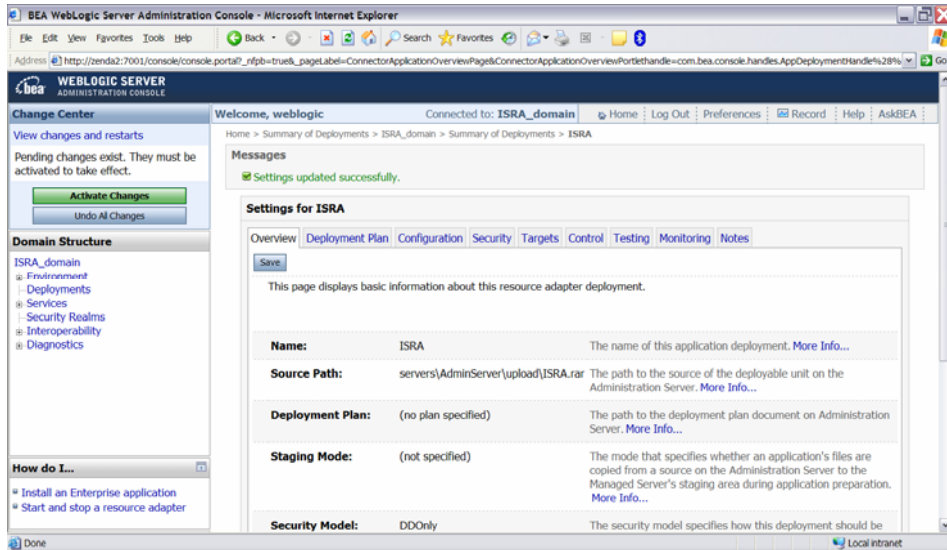 BEA WebLogic Server Administration Console - Microsoft Internet Explorer
File Edit View Favorites Tools Help
Back Search Favorites
Address http://zenda2:7001/console/console.portal?_nfpb=true&_pageLabel=ConnectorApplicationOverviewPage&ConnectorApplicationOverviewPortlethandle=com.bea.console.handles.AppDeploymentHandle%28% Go
bea WEBLOGIC SERVER
ADMINISTRATION CONSOLE
Change Center
View changes and restarts
Pending changes exist. They must be
activated to take effect.
Activate Changes
Undo All Changes
Domain Structure
ISRA_domain
Environment
Deployments
Services
Security Realms
Interoperability
Diagnostics
How do I...
Install an Enterprise application
Start and stop a resource adapter
Welcome, weblogic Connected to: ISRA_domain Home Log Out Preferences Record Help AskBEA
Home > Summary of Deployments > ISRA_domain > Summary of Deployments > ISRA
Messages
Settings updated successfully.
Settings for ISRA
Overview Deployment Plan Configuration Security Targets Control Testing Monitoring Notes
Save
This page displays basic information about this resource adapter deployment.
Name: ISRA The name of this application deployment. More Info...
Source Path: servers\AdminServer\upload\ISRA.rar The path to the source of the deployable unit on the
Administration Server. More Info...
Deployment Plan: (no plan specified) The path to the deployment plan document on Administration
Server. More Info...
Staging Mode: (not specified) The mode that specifies whether an application's files are
copied from a source on the Administration Server to the
Managed Server's staging area during application preparation.
More Info...
Security Model: DDOnly The security model specifies how this deployment should be
Done Local intranet